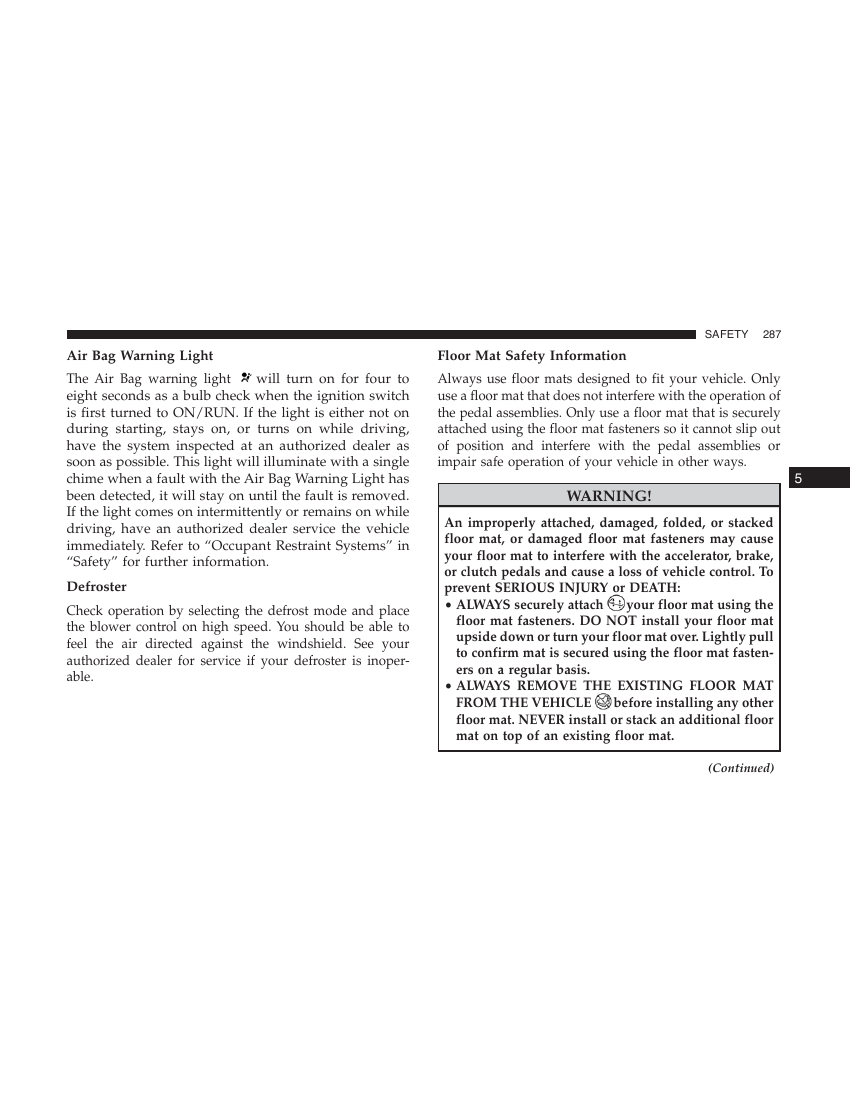 SAFETY 287
Air Bag Warning Light
The Air Bag warning light will turn on for four to
eight seconds as a bulb check when the ignition switch
is first turned to ON/RUN. If the light is either not on
during starting, stays on, or turns on while driving,
have the system inspected at an authorized dealer as
soon as possible. This light will illuminate with a single
chime when a fault with the Air Bag Warning Light has
been detected, it will stay on until the fault is removed.
If the light comes on intermittently or remains on while
driving, have an authorized dealer service the vehicle
immediately. Refer to “Occupant Restraint Systems” in
“Safety” for further information.
Defroster
Check operation by selecting the defrost mode and place
the blower control on high speed. You should be able to
feel the air directed against the windshield. See your
authorized dealer for service if your defroster is inoper-
able.
Floor Mat Safety Information
Always use floor mats designed to fit your vehicle. Only
use a floor mat that does not interfere with the operation of
the pedal assemblies. Only use a floor mat that is securely
attached using the floor mat fasteners so it cannot slip out
of position and interfere with the pedal assemblies or
impair safe operation of your vehicle in other ways.
WARNING!
An improperly attached, damaged, folded, or stacked
floor mat, or damaged floor mat fasteners may cause
your floor mat to interfere with the accelerator, brake,
or clutch pedals and cause a loss of vehicle control. To
prevent SERIOUS INJURY or DEATH:
• ALWAYS securely attach your floor mat using the
floor mat fasteners. DO NOT install your floor mat
upside down or turn your floor mat over. Lightly pull
to confirm mat is secured using the floor mat fasten-
ers on a regular basis.
• ALWAYS REMOVE THE EXISTING FLOOR MAT
FROM THE VEHICLE before installing any other
floor mat. NEVER install or stack an additional floor
mat on top of an existing floor mat.
(Continued)
5